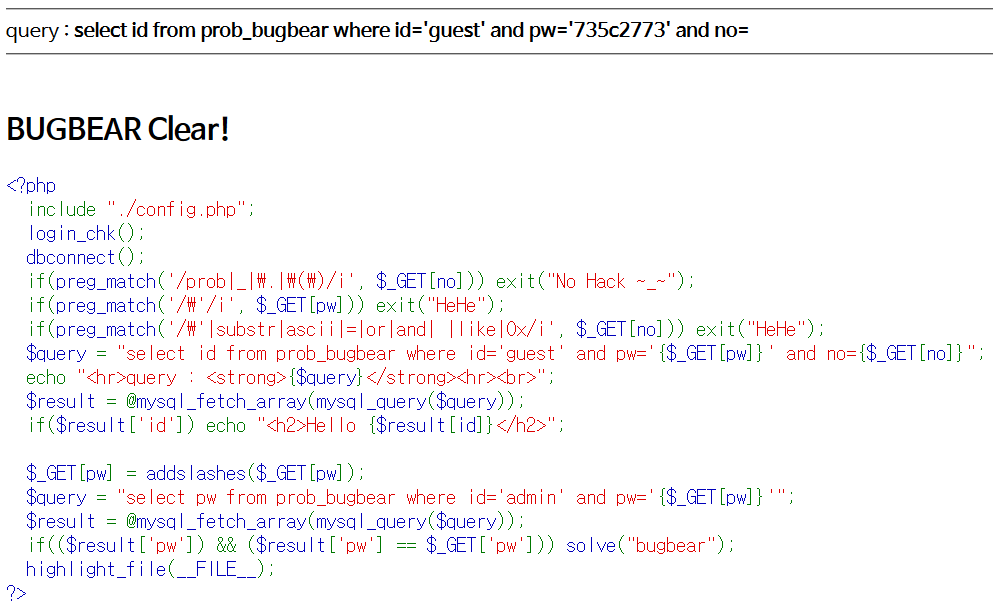 query : select id from prob_bugbear where id='guest' and pw='735c2773' and no=
BUGBEAR Clear!
<?php
include "./config.php";
login_chk();
dbconnect();
if(preg_match('/prob|_|₩.|₩(₩)/i', $_GET[no])) exit("No Hack ~_~");
if(preg_match('/₩'/i', $_GET[pw])) exit("HeHe");
if(preg_match('/₩'|substr|ascii|=|or|and| |like|0x/i', $_GET[no])) exit("HeHe");
$query = "select id from prob_bugbear where id='guest' and pw='{$_GET[pw]}' and no={$_GET[no]}";
echo "<hr>query : <strong>{$query}</strong><hr><br>";
$result = @mysql_fetch_array(mysql_query($query));
if($result['id']) echo "<h2>Hello {$result[id]}</h2>";
$_GET[pw] = addslashes($_GET[pw]);
$query = "select pw from prob_bugbear where id='admin' and pw='{$_GET[pw]}'";
$result = @mysql_fetch_array(mysql_query($query));
if(($result['pw']) && ($result['pw'] == $_GET['pw'])) solve("bugbear");
highlight_file(__FILE__);
?>